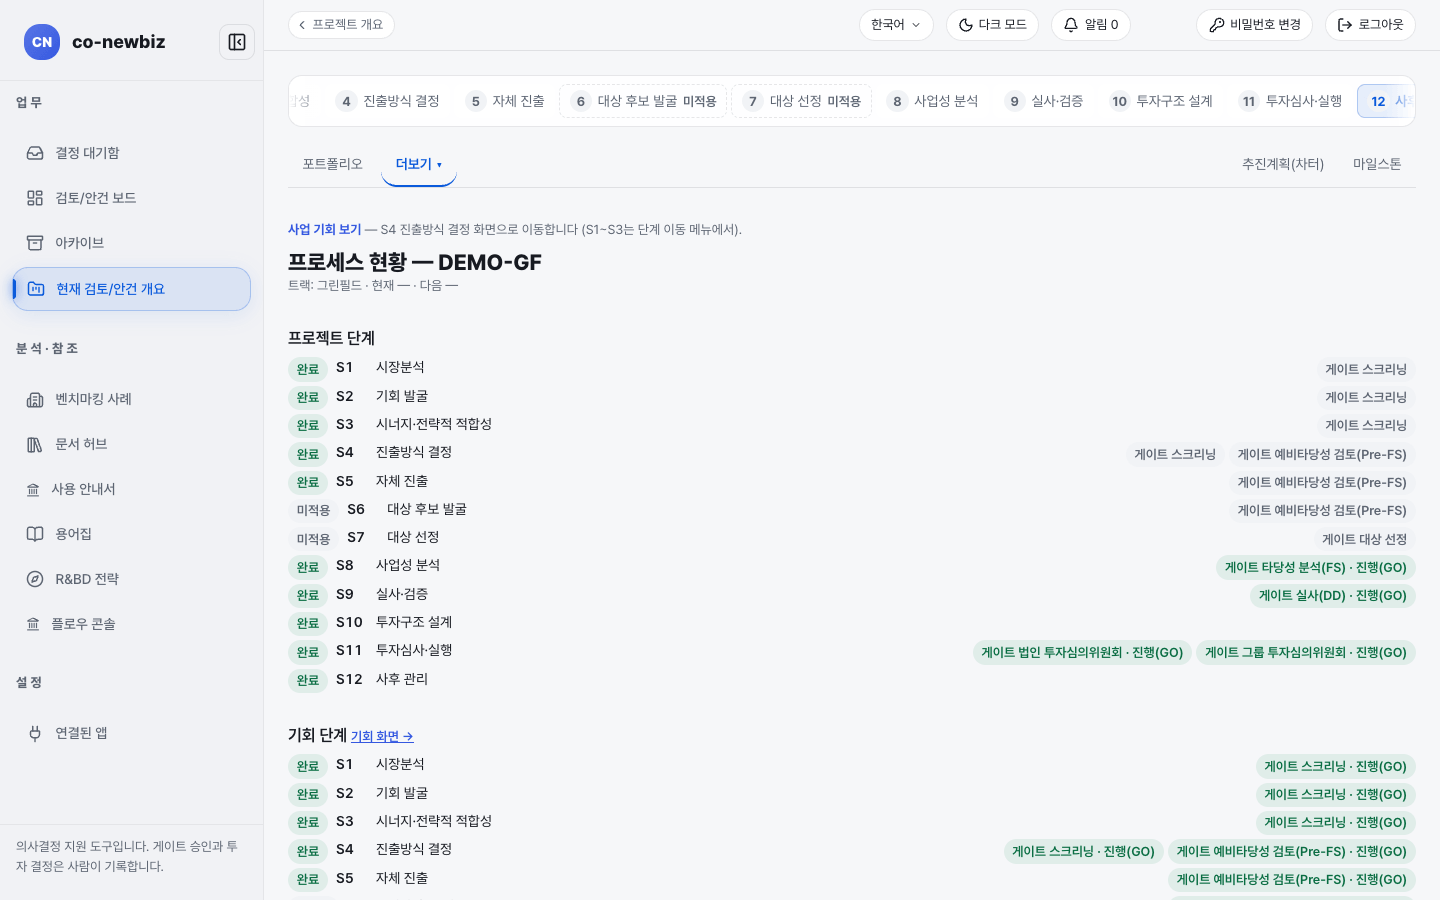 CN co-newbiz
프로젝트 개요
한국어
다크 모드
알림 0
비밀번호 변경
로그아웃
업무
결정 대기함
검토/안건 보드
아카이브
현재 검토/안건 개요
분석·참조
벤치마킹 사례
문서 허브
사용 안내서
용어집
R&BD 전략
플로우 콘솔
설정
연결된 앱
의사결정 지원 도구입니다. 게이트 승인과 투
자 결정은 사람이 기록합니다.
4 진출방식 결정 5 자체 진출 6 대상 후보 발굴 미적용 7 대상 선정 미적용 8 사업성 분석 9 실사·검증 10 투자구조 설계 11 투자심사·실행 12
포트폴리오 더보기 ▾ 추진계획(차터) 마일스톤
사업 기회 보기 — S4 진출방식 결정 화면으로 이동합니다 (S1~S3는 단계 이동 메뉴에서).
프로세스 현황 — DEMO-GF
트랙: 그린필드 · 현재 — · 다음 —
프로젝트 단계
완료 S1 시장분석 게이트 스크리닝
완료 S2 기회 발굴 게이트 스크리닝
완료 S3 시너지·전략적 적합성 게이트 스크리닝
완료 S4 진출방식 결정 게이트 스크리닝 게이트 예비타당성 검토(Pre-FS)
완료 S5 자체 진출 게이트 예비타당성 검토(Pre-FS)
미적용 S6 대상 후보 발굴 게이트 예비타당성 검토(Pre-FS)
미적용 S7 대상 선정 게이트 대상 선정
완료 S8 사업성 분석 게이트 타당성 분석(FS) · 진행(GO)
완료 S9 실사·검증 게이트 실사(DD) · 진행(GO)
완료 S10 투자구조 설계
완료 S11 투자심사·실행 게이트 법인 투자심의위원회 · 진행(GO) 게이트 그룹 투자심의위원회 · 진행(GO)
완료 S12 사후 관리
기회 단계 기회 화면 →
완료 S1 시장분석 게이트 스크리닝 · 진행(GO)
완료 S2 기회 발굴 게이트 스크리닝 · 진행(GO)
완료 S3 시너지·전략적 적합성 게이트 스크리닝 · 진행(GO)
완료 S4 진출방식 결정 게이트 스크리닝 · 진행(GO) 게이트 예비타당성 검토(Pre-FS) · 진행(GO)
완료 S5 자체 진출 게이트 예비타당성 검토(Pre-FS) · 진행(GO)